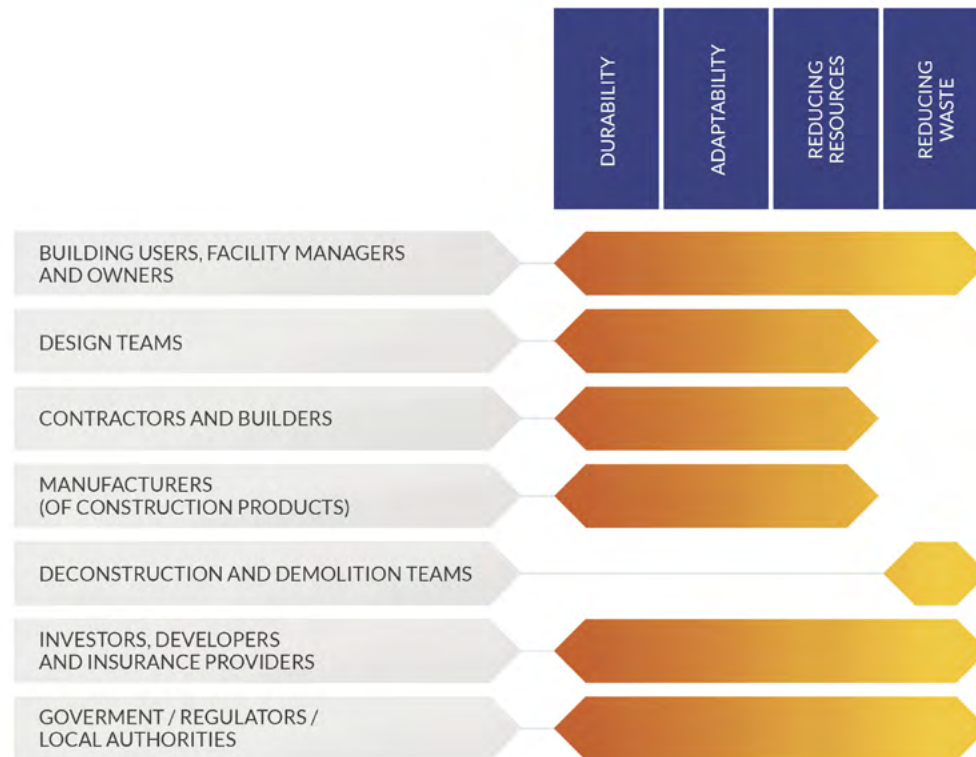 DURABILITY
ADAPTABILITY
REDUCING
RESOURCES
REDUCING
WASTE
BUILDING USERS, FACILITY MANAGERS
AND OWNERS
DESIGN TEAMS
CONTRACTORS AND BUILDERS
MANUFACTURERS
(OF CONSTRUCTION PRODUCTS)
DECONSTRUCTION AND DEMOLITION TEAMS
INVESTORS, DEVELOPERS
AND INSURANCE PROVIDERS
GOVERMENT / REGULATORS /
LOCAL AUTHORITIES